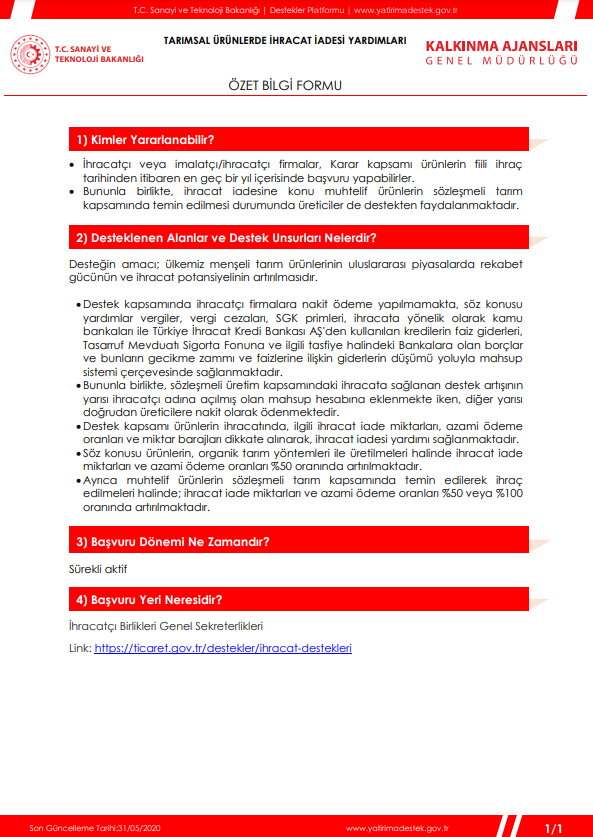 T.C. Sanayi ve Teknoloji Bakanlığı | Destekler Platformu | www.yatirimadestek.gov.tr
T.C. SANAYİ VE
TEKNOLOJİ BAKANLIĞI
TARIMSAL ÜRÜNLERDE İHRACAT İADESİ YARDIMLARI
KALKINMA AJANSLARI
GENEL MÜDÜRLÜĞÜ
ÖZET BİLGİ FORMU
1) Kimler Yararlanabilir?
• İhracatçı veya imalatçı/ihracatçı firmalar, Karar kapsamı ürünlerin fiili ihraç
tarihinden itibaren en geç bir yıl içerisinde başvuru yapabilirler.
• Bununla birlikte, ihracat iadesine konu muhtelif ürünlerin sözleşmeli tarım
kapsamında temin edilmesi durumunda üreticiler de destekten faydalanmaktadır.
2) Desteklenen Alanlar ve Destek Unsurları Nelerdir?
Desteğin amacı; ülkemiz menşeli tarım ürünlerinin uluslararası piyasalarda rekabet
gücünün ve ihracat potansiyelinin artırılmasıdır.
• Destek kapsamında ihracatçı firmalara nakit ödeme yapılmamakta, söz konusu
yardımlar vergiler, vergi cezaları, SGK primleri, ihracata yönelik olarak kamu
bankaları ile Türkiye İhracat Kredi Bankası AŞ'den kullanılan kredilerin faiz giderleri,
Tasarruf Mevduatı Sigorta Fonuna ve ilgili tasfiye halindeki Bankalara olan borçlar
ve bunların gecikme zammı ve faizlerine ilişkin giderlerin düşümü yoluyla mahsup
sistemi çerçevesinde sağlanmaktadır.
• Bununla birlikte, sözleşmeli üretim kapsamındaki ihracata sağlanan destek artışının
yarısı ihracatçı adına açılmış olan mahsup hesabına eklenmekte iken, diğer yarısı
doğrudan üreticilere nakit olarak ödenmektedir.
• Destek kapsamı ürünlerin ihracatında, ilgili ihracat iade miktarları, azami ödeme
oranları ve miktar barajları dikkate alınarak, ihracat iadesi yardımı sağlanmaktadır.
• Söz konusu ürünlerin, organik tarım yöntemleri ile üretilmeleri halinde ihracat iade
miktarları ve azami ödeme oranları %50 oranında artırılmaktadır.
• Ayrıca muhtelif ürünlerin sözleşmeli tarım kapsamında temin edilerek ihraç
edilmeleri halinde; ihracat iade miktarları ve azami ödeme oranları %50 veya %100
oranında artırılmaktadır.
3) Başvuru Dönemi Ne Zamandır?
Sürekli aktif
4) Başvuru Yeri Neresidir?
İhracatçı Birlikleri Genel Sekreterlikleri
Link: https://ticaret.gov.tr/destekler/ihracat-destekleri
Son Güncelleme Tarihi:31/05/2020
www.yatirimadestek.gov.tr
1/1